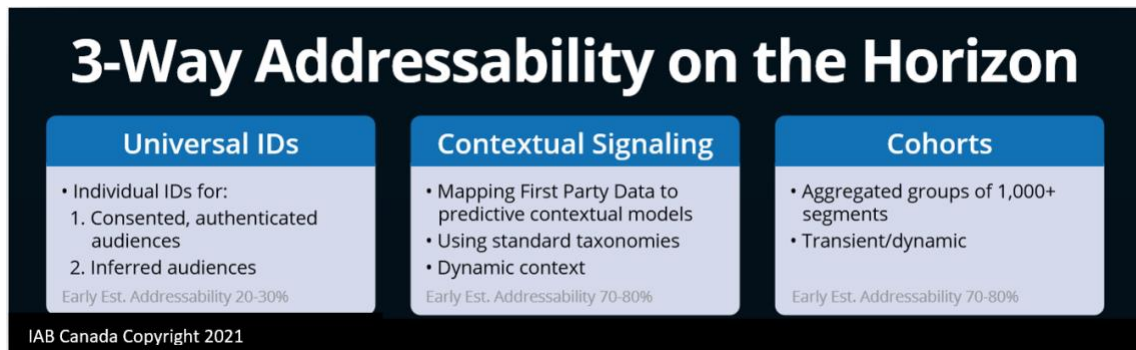 3-Way Addressability on the Horizon
Universal IDs
• Individual IDs for:
1. Consented, authenticated
audiences
2. Inferred audiences
Early Est. Addressability 20-30%
Contextual Signaling
• Mapping First Party Data to
predictive contextual models
• Using standard taxonomies
• Dynamic context
Early Est. Addressability 70-80%
Cohorts
• Aggregated groups of 1,000+
segments
• Transient/dynamic
Early Est. Addressability 70-80%
IAB Canada Copyright 2021